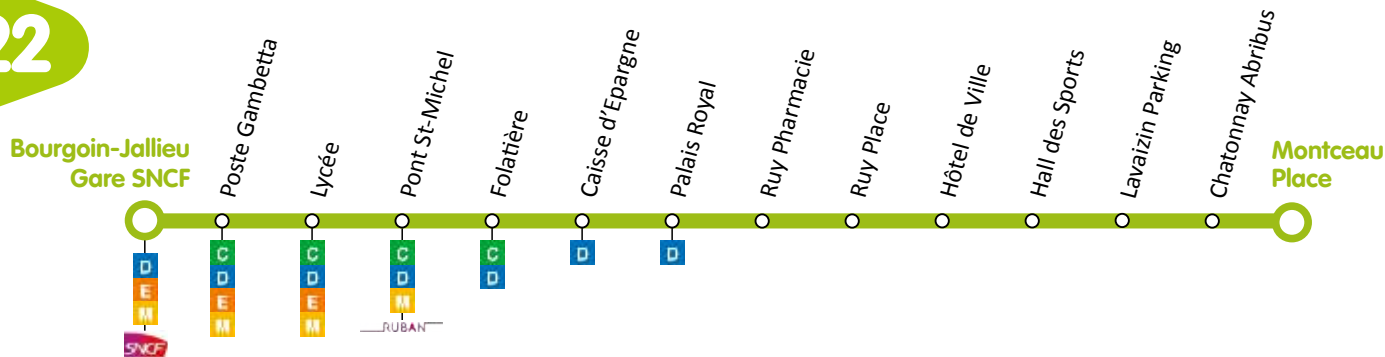 22
Bourgoin-Jallieu
Gare SNCF
Poste Gambetta
Lycée
Pont St-Michel
Folatière
Caisse d'Epargne
Palais Royal
Ruy Pharmacie
Ruy Place
Hôtel de Ville
Hall des Sports
Lavaizin Parking
Chatonnay Abribus
Montceau
Place
D
E
M
SNCF
C
D
E
M
C
D
E
M
C
D
M
RUBAN
C
D
D
D